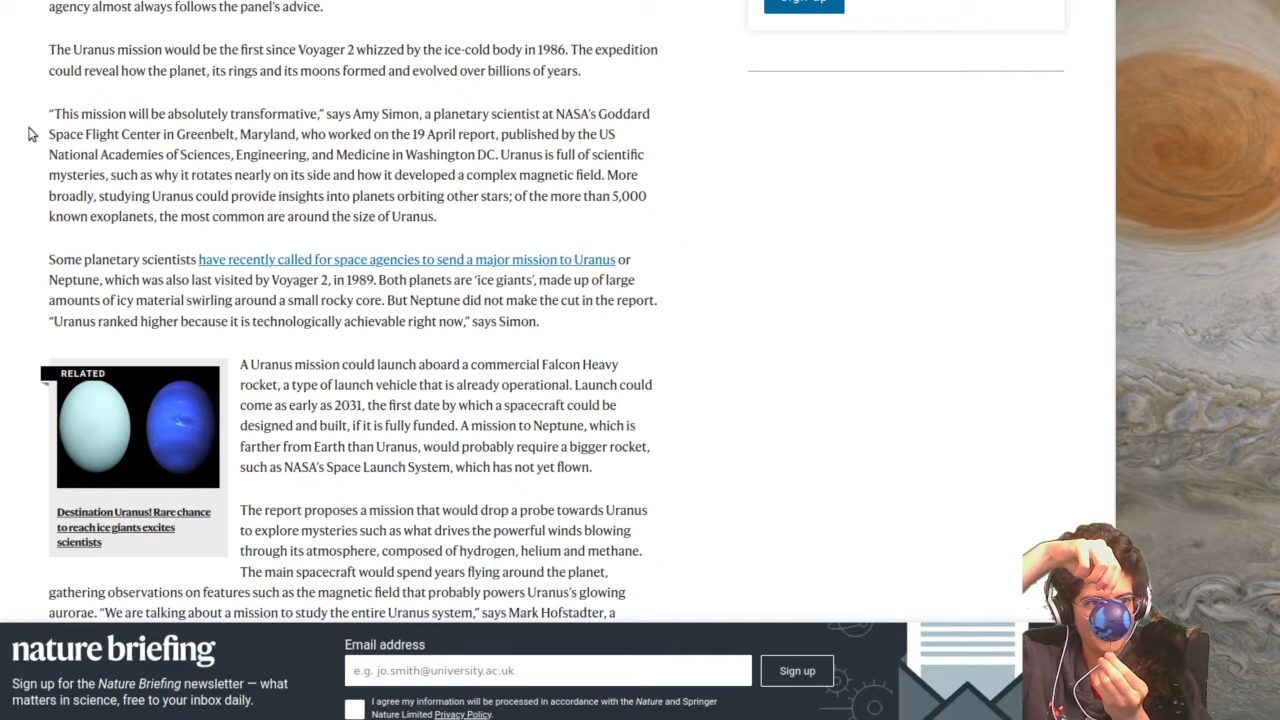 agency almost always follows the panel’s advice.
The Uranus mission would be the first since Voyager 2 whizzed by the ice-cold body in 1986. The expedition
could reveal how the planet, its rings and its moons formed and evolved over billions of years.
“This mission will be absolutely transformative,” says Amy Simon, a planetary scientist at NASA’s Goddard
Space Flight Center in Greenbelt, Maryland, who worked on the 19 April report, published by the US
National Academies of Sciences, Engineering, and Medicine in Washington DC. Uranus is full of scientific
mysteries, such as why it rotates nearly on its side and how it developed a complex magnetic field. More
broadly, studying Uranus could provide insights into planets orbiting other stars; of the more than 5,000
known exoplanets, the most common are around the size of Uranus.
Some planetary scientists have recently called for space agencies to send a major mission to Uranus or
Neptune, which was also last visited by Voyager 2, in 1989. Both planets are ‘ice giants’, made up of large
amounts of icy material swirling around a small rocky core. But Neptune did not make the cut in the report.
“Uranus ranked higher because it is technologically achievable right now,” says Simon.
RELATED
Destination Uranus! Rare chance
to reach ice giants excites
scientists
A Uranus mission could launch aboard a commercial Falcon Heavy
rocket, a type of launch vehicle that is already operational. Launch could
come as early as 2031, the first date by which a spacecraft could be
designed and built, if it is fully funded. A mission to Neptune, which is
farther from Earth than Uranus, would probably require a bigger rocket,
such as NASA’s Space Launch System, which has not yet flown.
The report proposes a mission that would drop a probe towards Uranus
to explore mysteries such as what drives the powerful winds blowing
through its atmosphere, composed of hydrogen, helium and methane.
The main spacecraft would spend years flying around the planet,
gathering observations on features such as the magnetic field that probably powers Uranus’s glowing
aurorae. “We are talking about a mission to study the entire Uranus system,” says Mark Hofstadter, a
nature briefing
Sign up for the Nature Briefing newsletter — what
matters in science, free to your inbox daily.
Email address
e.g. jo.smith@university.ac.uk
Sign up
I agree my information will be processed in accordance with the Nature and Springer
Nature Limited Privacy Policy.